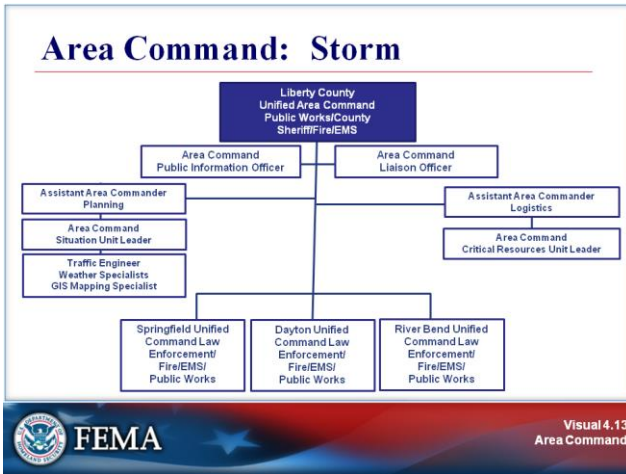 Area Command: Storm
Liberty County
Unified Area Command
Public Works/County
Sheriff/Fire/EMS
Area Command
Public Information Officer
Area Command
Liaison Officer
Assistant Area Commander
Planning
Assistant Area Commander
Logistics
Area Command
Situation Unit Leader
Area Command
Critical Resources Unit Leader
Traffic Engineer
Weather Specialists
GIS Mapping Specialist
Springfield Unified
Command Law
Enforcement/
Fire/EMS/
Public Works
Dayton Unified
Command Law
Enforcement/
Fire/EMS/
Public Works
River Bend Unified
Command Law
Enforcement/
Fire/EMS/
Public Works
FEMA
Visual 4.13
Area Command